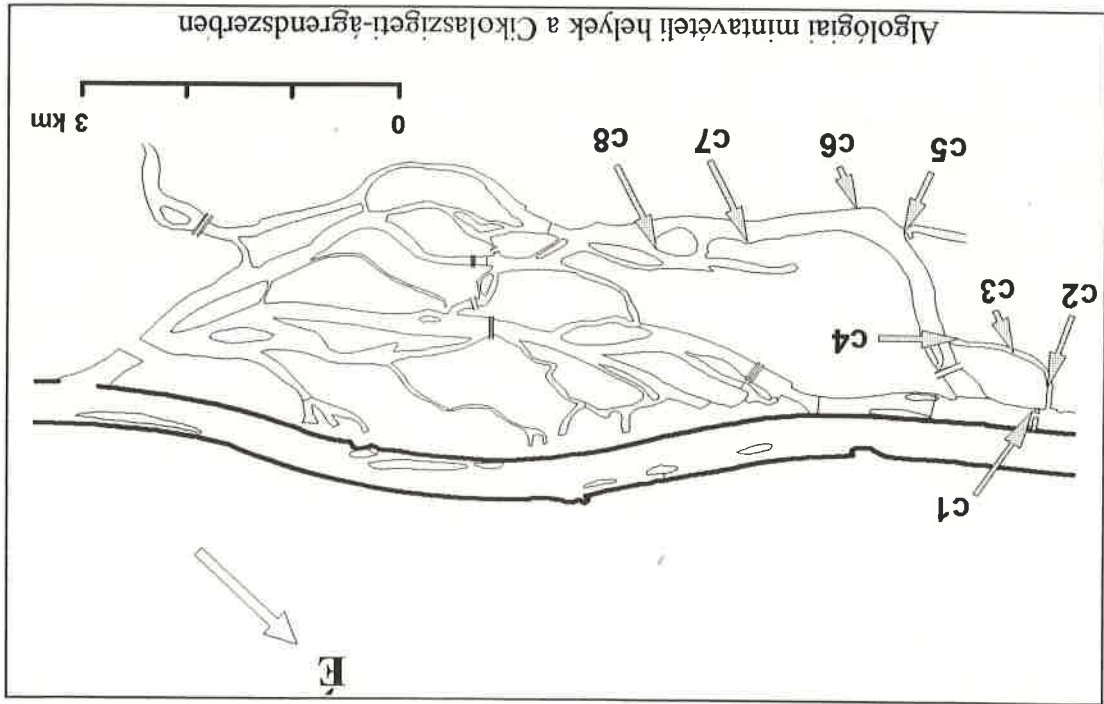 É
c1
c4
c2
c3
c5 c6 c7 c8
0 3 km
Algológiai mintavételi helyek a Cikolaszigeti-ágrendszerben